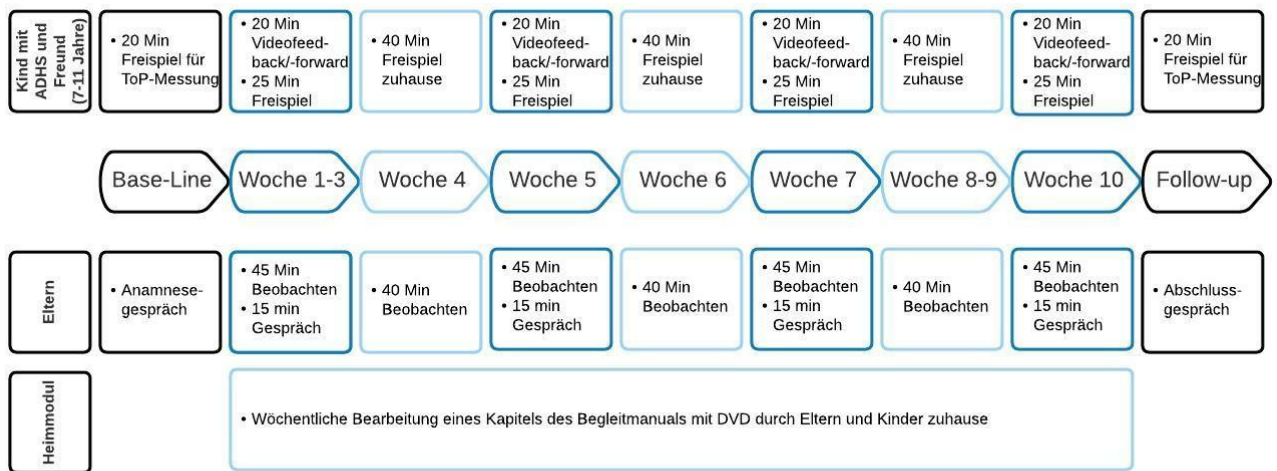 Kind mit
ADHS und
Freund
(7-11 Jahre)
• 20 Min
Freispiel für
ToP-Messung
• 20 Min
Videofeed-
back/-forward
• 25 Min
Freispiel
• 40 Min
Freispiel
zuhause
• 20 Min
Videofeed-
back/-forward
• 25 Min
Freispiel
• 40 Min
Freispiel
zuhause
• 20 Min
Videofeed-
back/-forward
• 25 Min
Freispiel
• 40 Min
Freispiel
zuhause
• 20 Min
Videofeed-
back/-forward
• 25 Min
Freispiel
• 20 Min
Freispiel für
ToP-Messung
Base-Line
Woche 1-3
Woche 4
Woche 5
Woche 6
Woche 7
Woche 8-9
Woche 10
Follow-up
Eltern
• Anamnese-
gespräch
• 45 Min
Beobachten
• 15 min
Gespräch
• 40 Min
Beobachten
• 45 Min
Beobachten
• 15 min
Gespräch
• 40 Min
Beobachten
• 45 Min
Beobachten
• 15 min
Gespräch
• 40 Min
Beobachten
• 45 Min
Beobachten
• 15 min
Gespräch
• Abschluss-
gespräch
Heimmodul
• Wöchentliche Bearbeitung eines Kapitels des Begleitmanuals mit DVD durch Eltern und Kinder zuhause